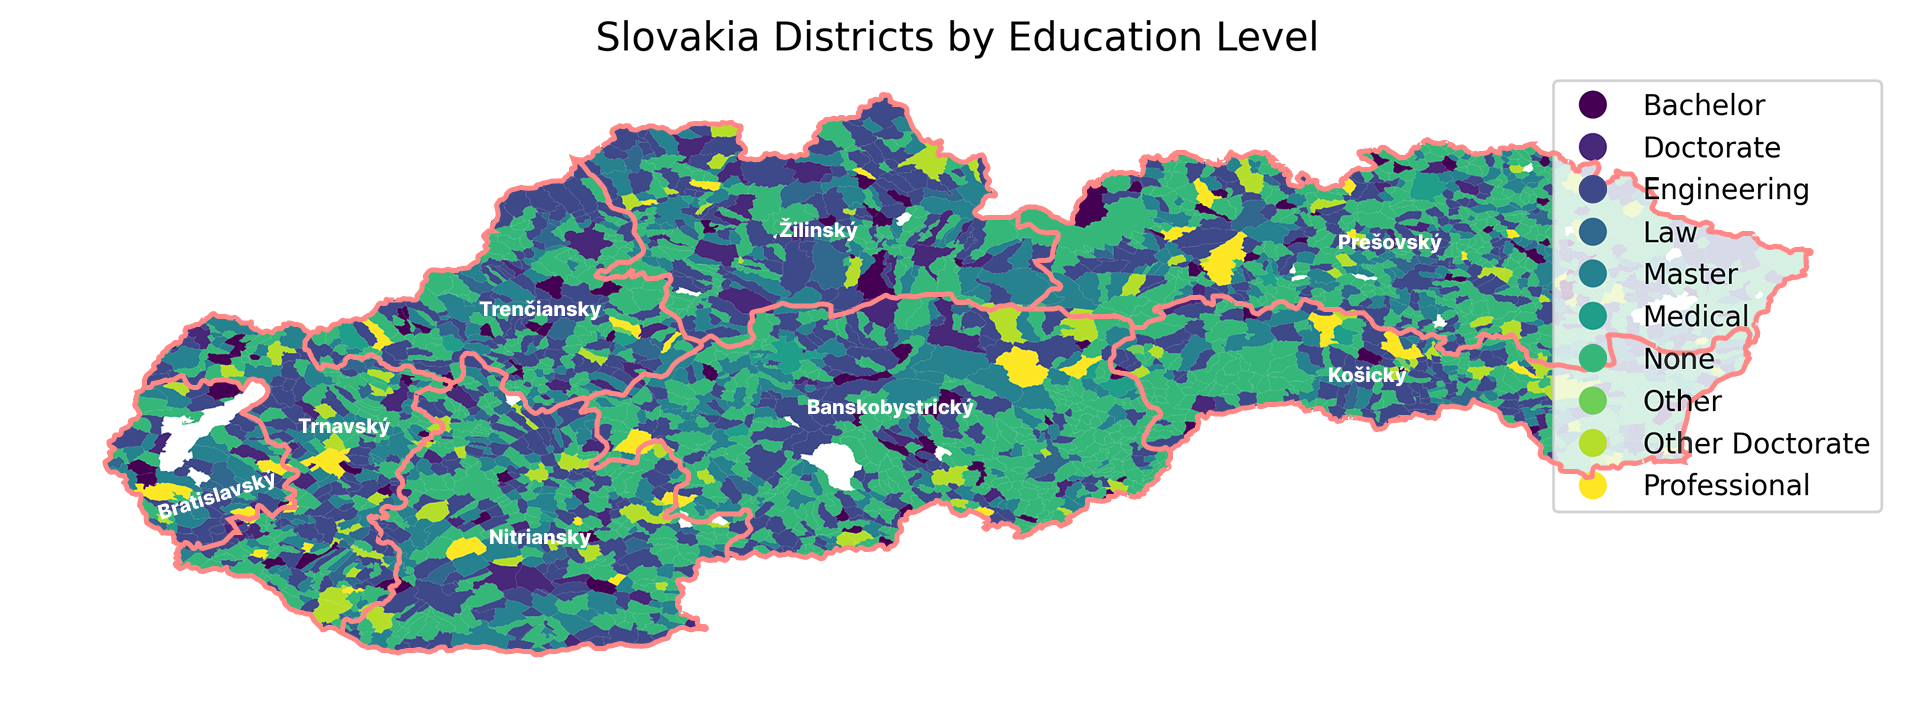 Slovakia Districts by Education Level
Bachelor
Doctorate
Engineering
Law
Master
Medical
None
Other
Other Doctorate
Professional
Žilinský
Prešovský
Trenčiansky
Košický
Banskobystrický
Trnavský
Bratislavský
Nitriansky